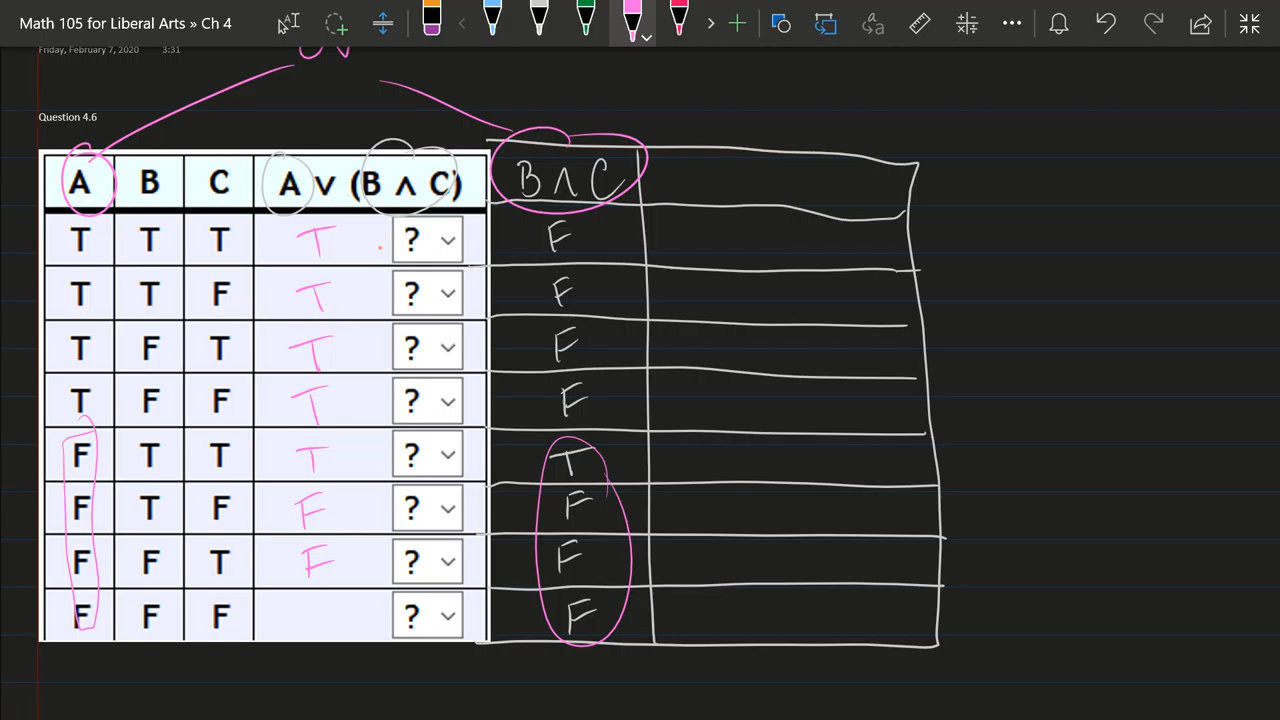 Math 105 for Liberal Arts » Ch 4
Friday, February 7, 2020 3:31
Question 4.6
A B C A ∨ (B ∧ C) B ∧ C
T T T T ? F
T T F T ? F
T F T T ? F
T F F T ? F
F T T T ? T
F T F F ? F
F F T F ? F
F F F ? F